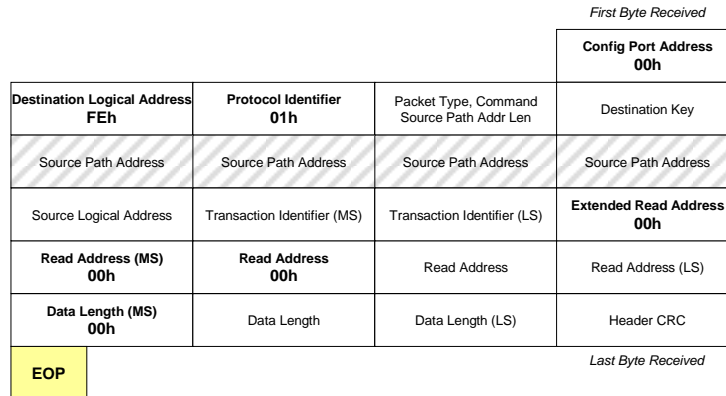 First Byte Received
Config Port Address
00h
Destination Logical Address
FEh
Protocol Identifier
01h
Packet Type, Command
Source Path Addr Len
Destination Key
Source Path Address
Source Path Address
Source Path Address
Source Path Address
Source Logical Address
Transaction Identifier (MS)
Transaction Identifier (LS)
Extended Read Address
00h
Read Address (MS)
00h
Read Address
00h
Read Address
Read Address (LS)
Data Length (MS)
00h
Data Length
Data Length (LS)
Header CRC
EOP
Last Byte Received